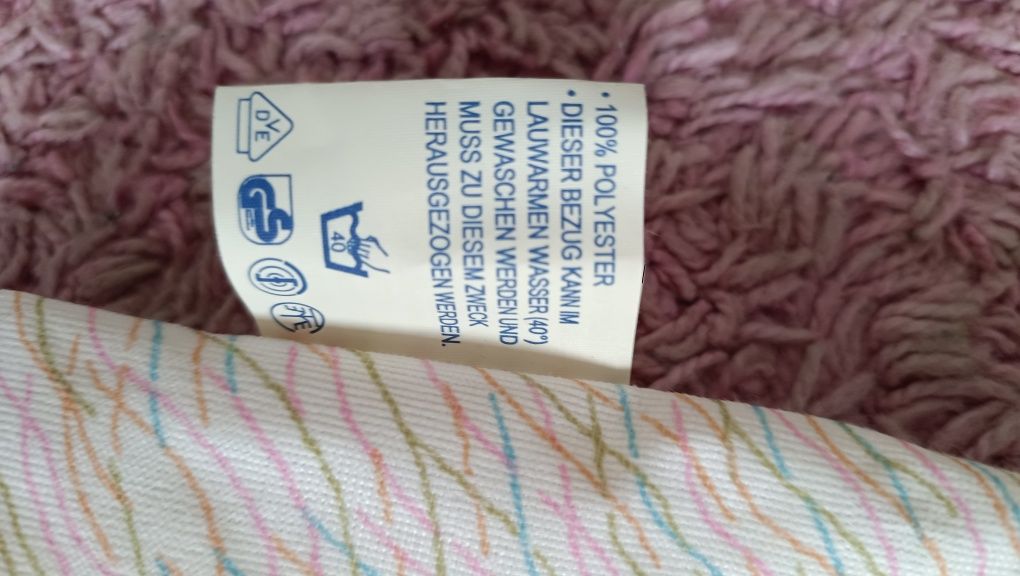 • 100% POLYESTER
• DIESER BEZUG KANN IM
LAUWARMEN WASSER (40°)
GEWASCHEN WERDEN UND
MUSS ZU DIESEM ZWECK
HERAUSGEZOGEN WERDEN.
40
DVE
GS